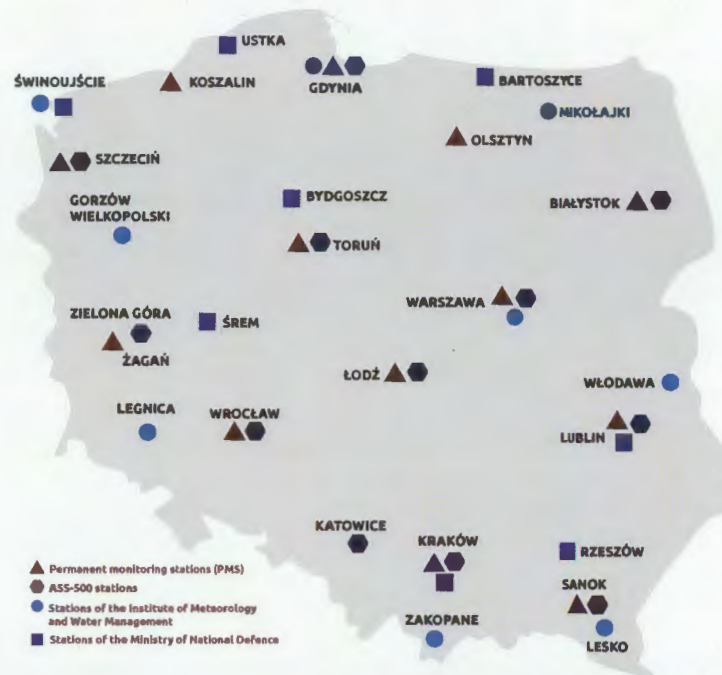 USTKA
ŚWINOUJŚCIE
KOSZALIN
GDYNIA
BARTOSZYCE
MIKOŁAJKI
OLSZTYN
SZCZECIŃ
GORZÓW
WIELKOPOLSKI
BYDGOSZCZ
BIAŁYSTOK
TORUŃ
WARSZAWA
ZIELONA GÓRA
ŻAGAŃ
ŚREM
ŁODŹ
WŁODAWA
LEGNICA
WROCŁAW
LUBLIN
KATOWICE
KRAKÓW
RZESZÓW
SANOK
ZAKOPANE
LESKO
Permanent monitoring stations (PMS)
ASS-500 stations
Stations of the Institute of Meteorology
and Water Management
Stations of the Ministry of National Defence